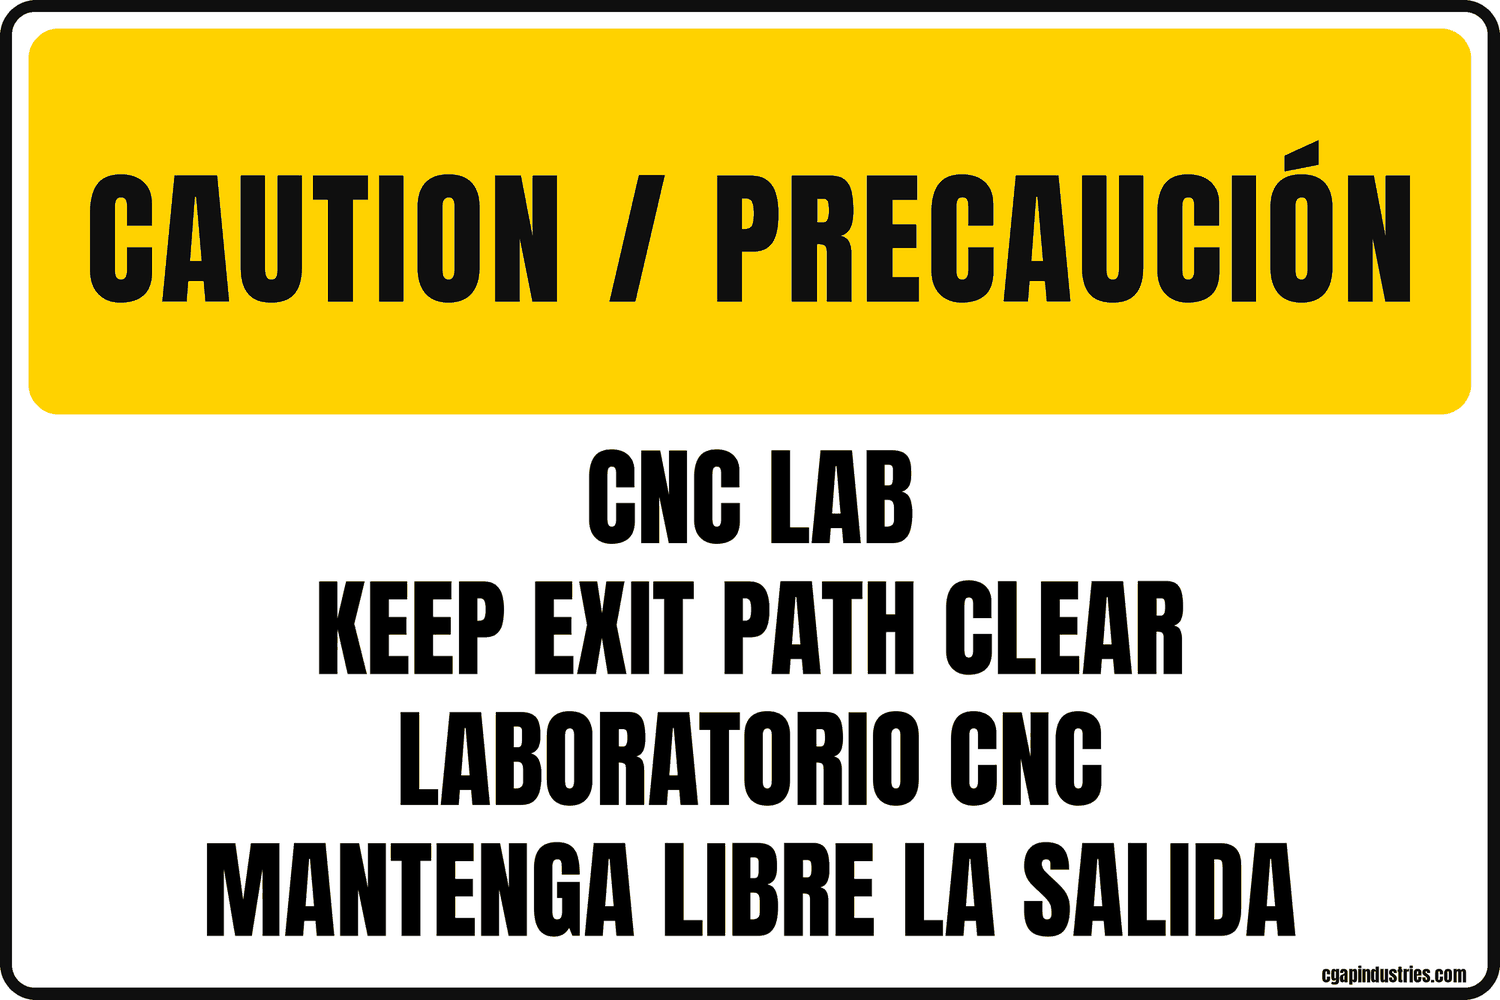 CAUTION / PRECAUCIÓN
CNC LAB
KEEP EXIT PATH CLEAR
LABORATORIO CNC
MANTENGA LIBRE LA SALIDA
cgapindustries.com